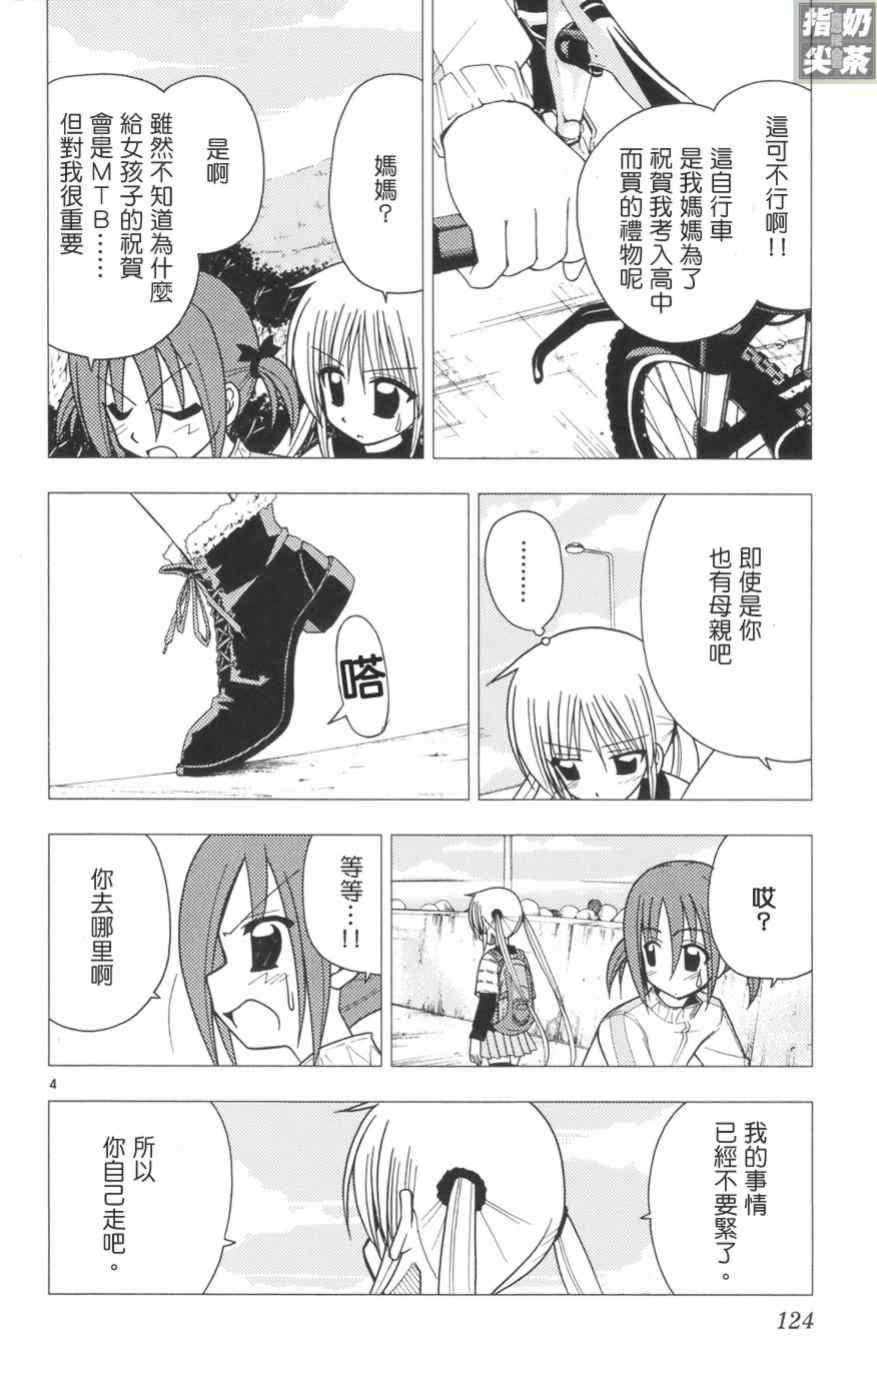 這可不行啊!!
這自行車
是我媽媽為了
祝賀我考入高中
而買的禮物呢
媽媽?
是啊
雖然不知道為什麼
給女孩子的祝賀
會是MTB……
但對我很重要
即使是你
也有母親吧
………
嗒
哎?
等等…!!
你去哪里啊
4
我的事情
已經不要緊了。
所以
你自己走吧。
124
指 奶
尖 茶